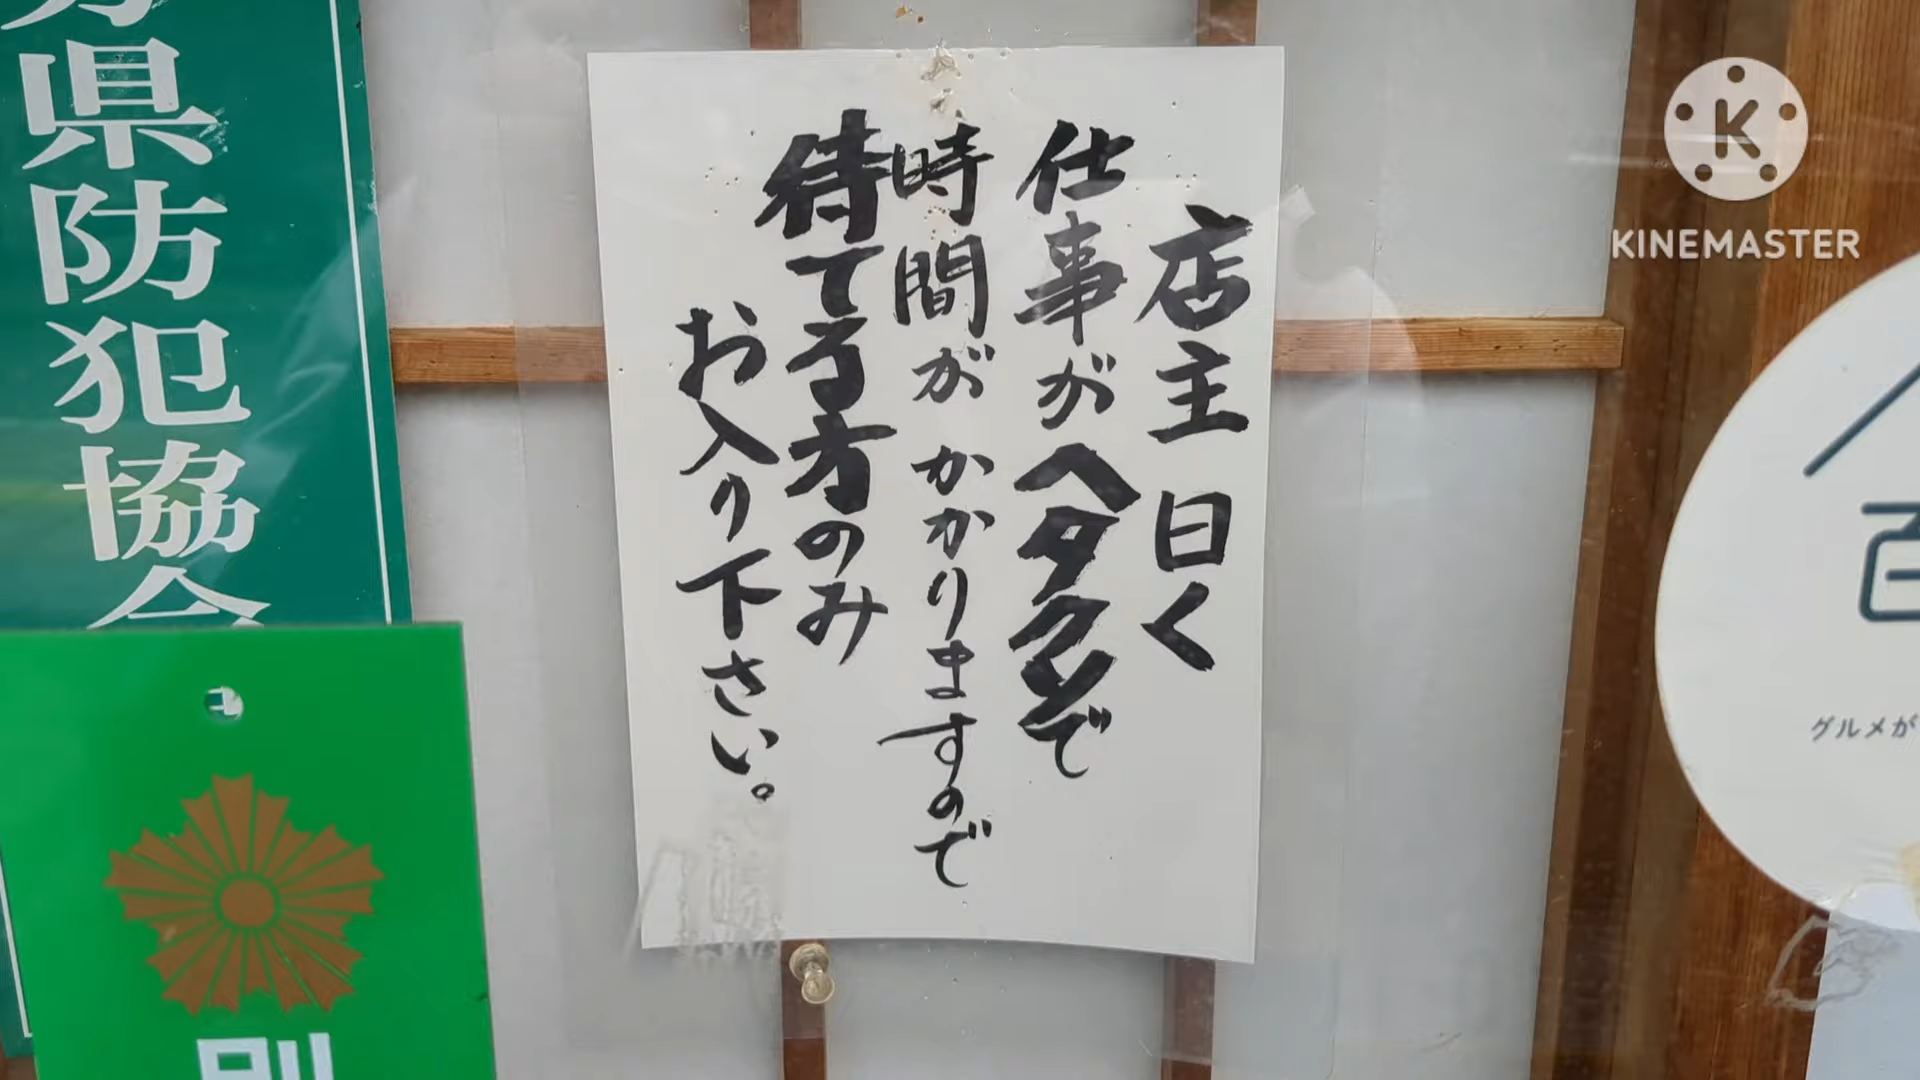 店主曰く
仕事がヘタクソで
時間がかかりますので
待てる方のみ
お入り下さい。
県防犯協会
KINEMASTER
グルメが